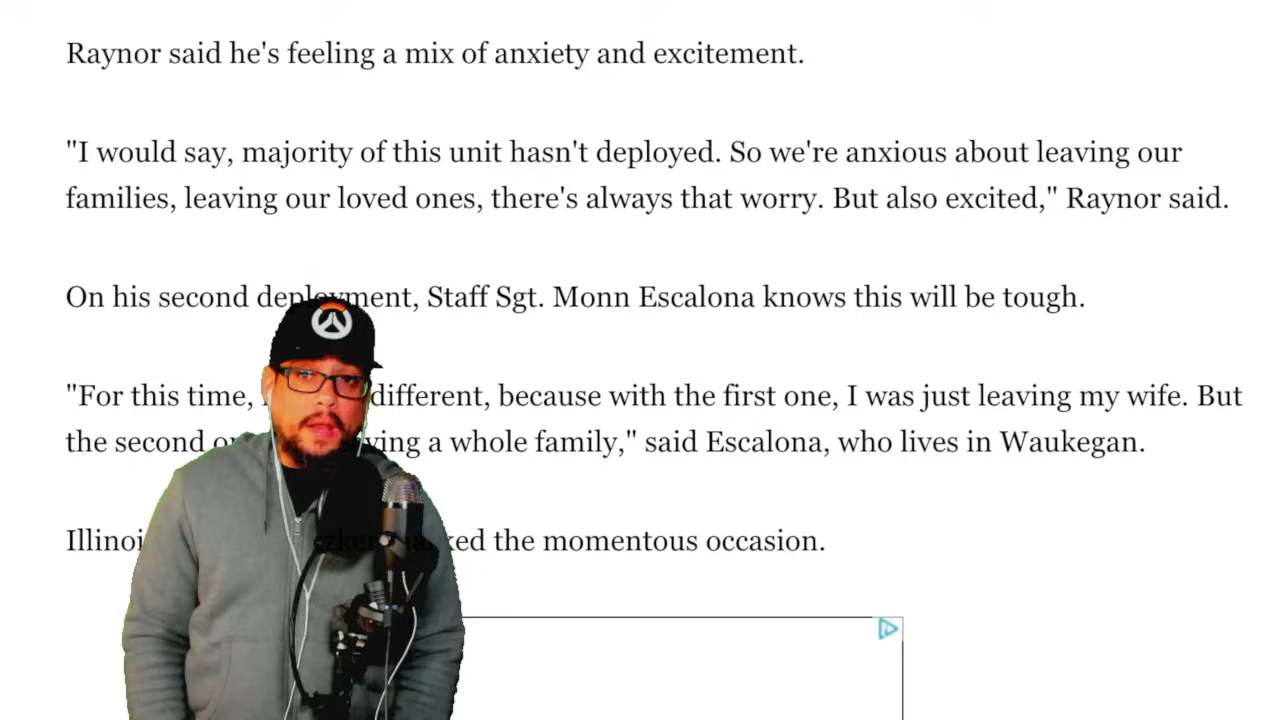 Raynor said he's feeling a mix of anxiety and excitement.
"I would say, majority of this unit hasn't deployed. So we're anxious about leaving our
families, leaving our loved ones, there's always that worry. But also excited," Raynor said.
On his second deployment, Staff Sgt. Monn Escalona knows this will be tough.
"For this time, different, because with the first one, I was just leaving my wife. But
the second a whole family," said Escalona, who lives in Waukegan.
the momentous occasion.